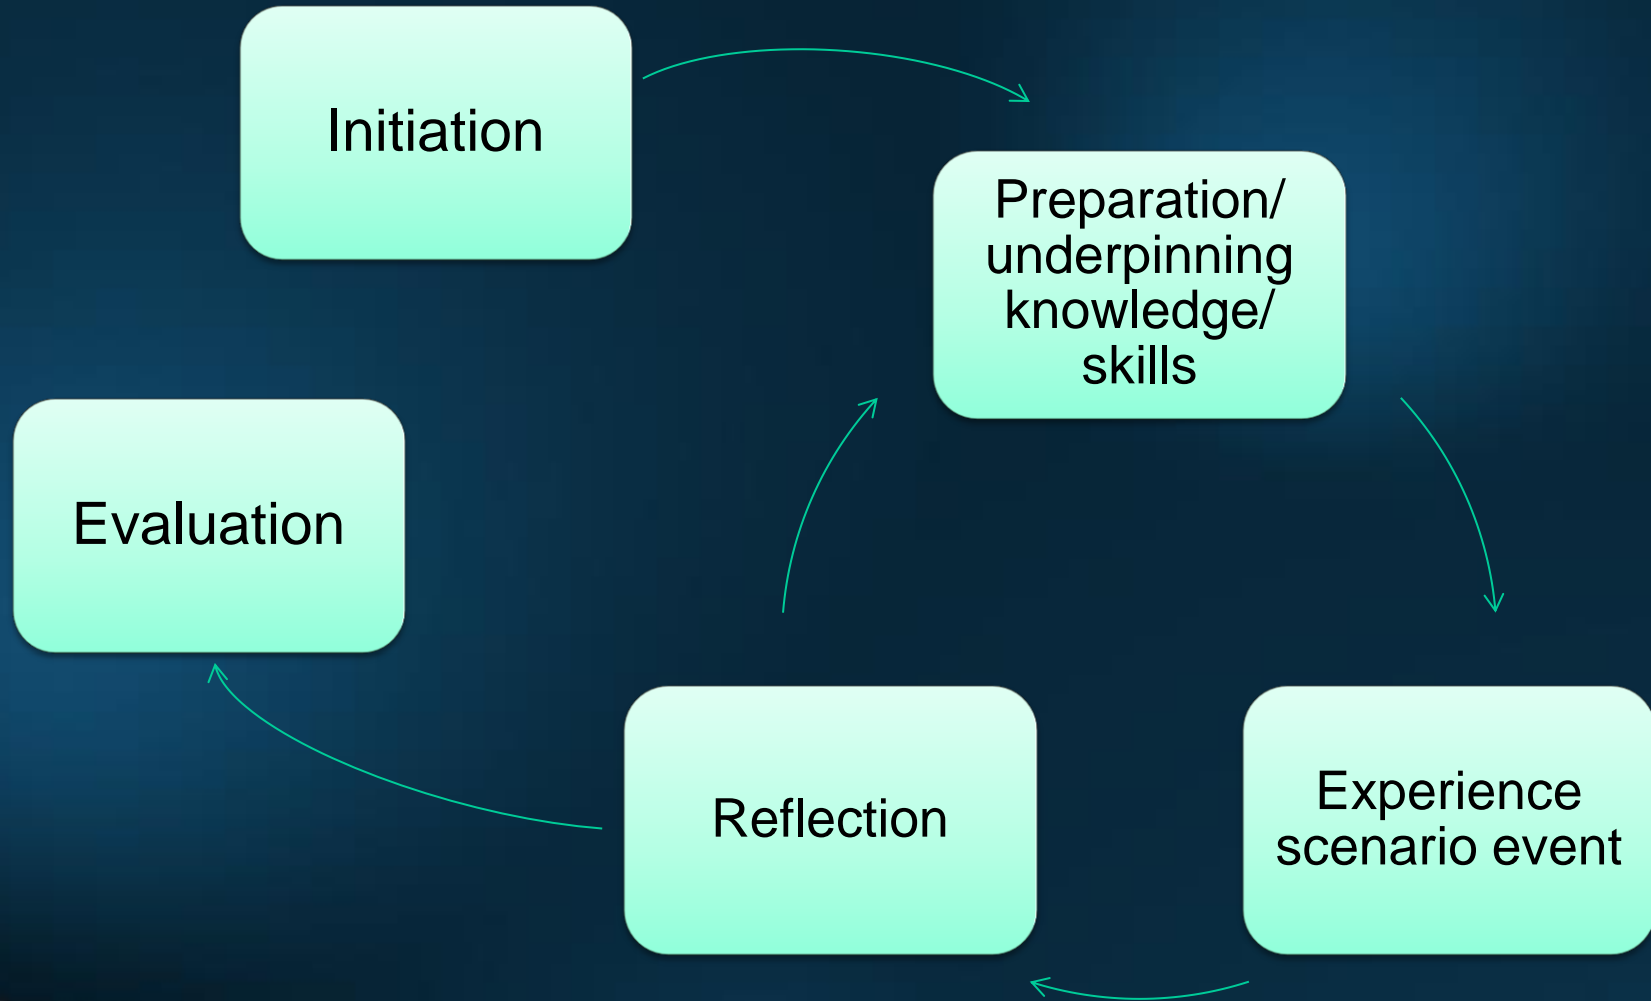 Initiation
Preparation/
underpinning
knowledge/
skills
Evaluation
Reflection
Experience
scenario event